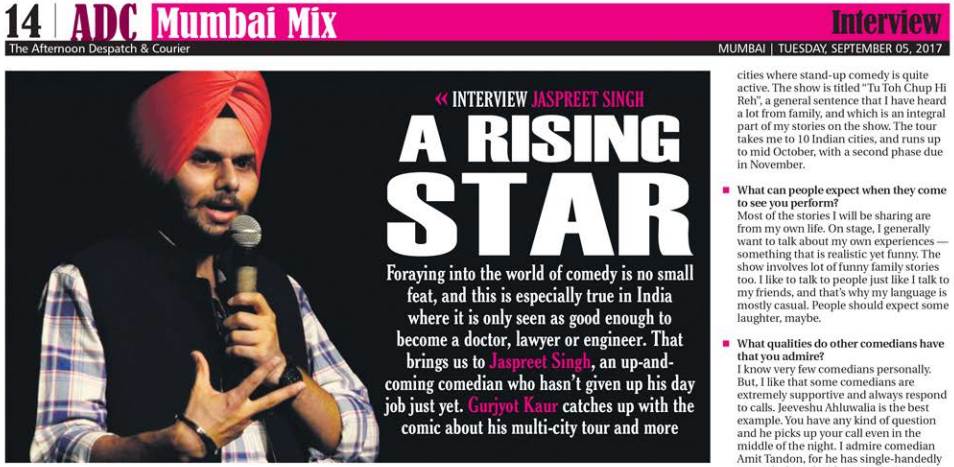 14 ADC Mumbai Mix Interview
The Afternoon Despatch & Courier MUMBAI | TUESDAY, SEPTEMBER 05, 2017
« INTERVIEW JASPREET SINGH
A RISING
STAR
Foraying into the world of comedy is no small
feat, and this is especially true in India
where it is only seen as good enough to
become a doctor, lawyer or engineer. That
brings us to Jaspreet Singh, an up-and-
coming comedian who hasn't given up his day
job just yet. Gurjyot Kaur catches up with the
comic about his multi-city tour and more
cities where stand-up comedy is quite
active. The show is titled "Tu Toh Chup Hi
Reh", a general sentence that I have heard
a lot from family, and which is an integral
part of my stories on the show. The tour
takes me to 10 Indian cities, and runs up
to mid October, with a second phase due
in November.
■ What can people expect when they come
to see you perform?
Most of the stories I will be sharing are
from my own life. On stage, I generally
want to talk about my own experiences —
something that is realistic yet funny. The
show involves lot of funny family stories
too. I like to talk to people just like I talk to
my friends, and that's why my language is
mostly casual. People should expect some
laughter, maybe.
■ What qualities do other comedians have
that you admire?
I know very few comedians personally.
But, I like that some comedians are
extremely supportive and always respond
to calls. Jeeveshu Ahluwalia is the best
example. You have any kind of question
and he picks up your call even in the
middle of the night. I admire comedian
Amit Tandon, for he has single-handedly